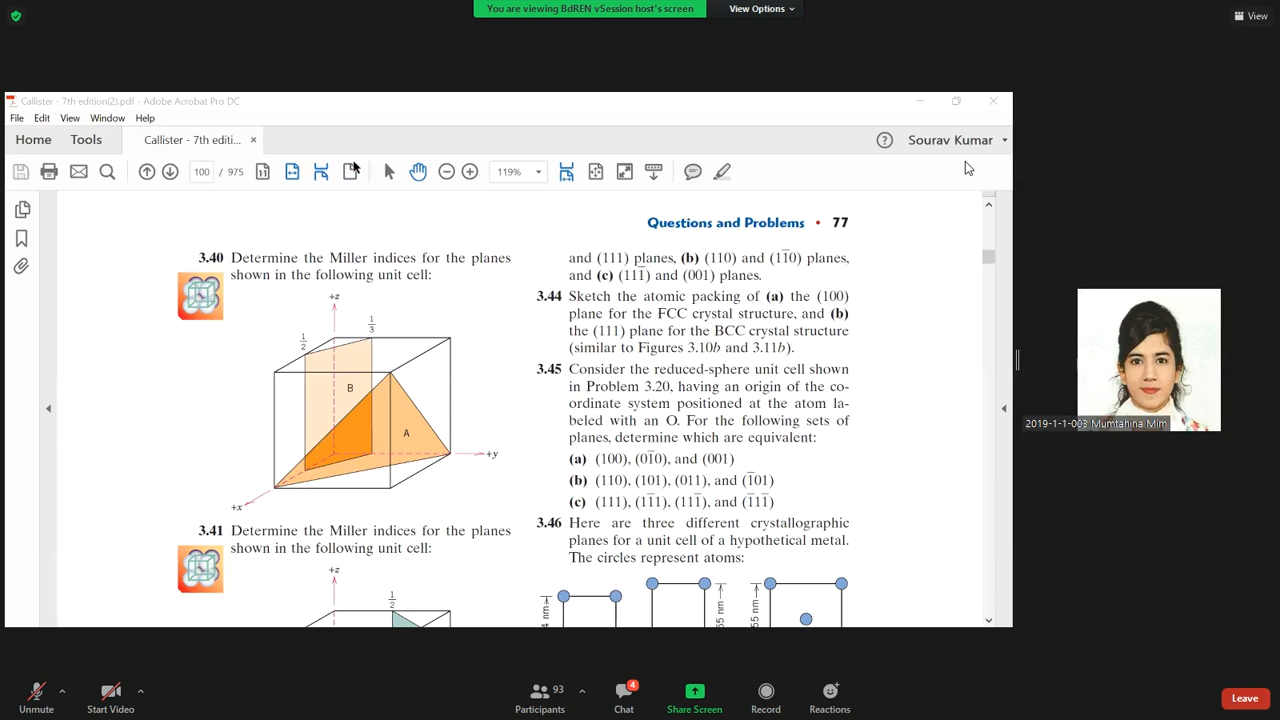 You are viewing BdREN vSession host's screen
View Options
View
Callister - 7th edition(2).pdf - Adobe Acrobat Pro DC
File Edit View Window Help
Home Tools Callister - 7th editi... × Sourav Kumar
100 / 975 119%
Questions and Problems • 77
3.40 Determine the Miller indices for the planes
shown in the following unit cell:
+z
1/3
1/2
B
A
+y
+x
3.41 Determine the Miller indices for the planes
shown in the following unit cell:
+z
1/2
and (111) planes, (b) (110) and (11̅0) planes,
and (c) (111̅) and (001) planes.
3.44 Sketch the atomic packing of (a) the (100)
plane for the FCC crystal structure, and (b)
the (111) plane for the BCC crystal structure
(similar to Figures 3.10b and 3.11b).
3.45 Consider the reduced-sphere unit cell shown
in Problem 3.20, having an origin of the co-
ordinate system positioned at the atom la-
beled with an O. For the following sets of
planes, determine which are equivalent:
(a) (100), (01̅0), and (001)
(b) (110), (101), (011), and (1̅01)
(c) (111), (11̅1), (111̅), and (1̅11̅)
3.46 Here are three different crystallographic
planes for a unit cell of a hypothetical metal.
The circles represent atoms:
4 nm
55 nm
55 nm
2019-1-1-003 Mumtahina Mim
Unmute
Start Video
93
Participants
4
Chat
Share Screen
Record
Reactions
Leave